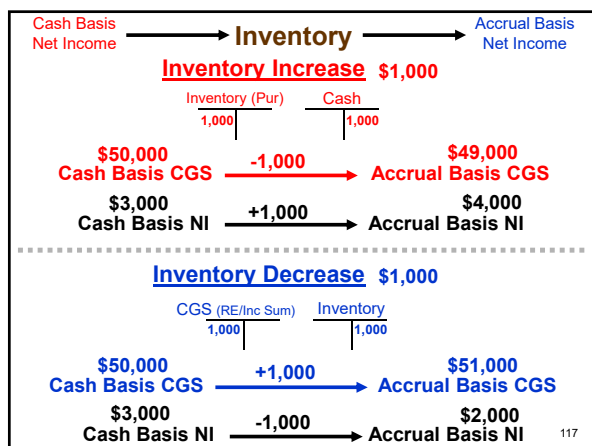 Cash Basis Net Income Inventory Accrual Basis Net Income
Inventory Increase $1,000
Inventory (Pur) Cash
1,000 1,000
$50,000 -1,000 $49,000
Cash Basis CGS Accrual Basis CGS
$3,000 +1,000 $4,000
Cash Basis NI Accrual Basis NI
Inventory Decrease $1,000
CGS (RE/Inc Sum) Inventory
1,000 1,000
$50,000 +1,000 $51,000
Cash Basis CGS Accrual Basis CGS
$3,000 -1,000 $2,000
Cash Basis NI Accrual Basis NI
117